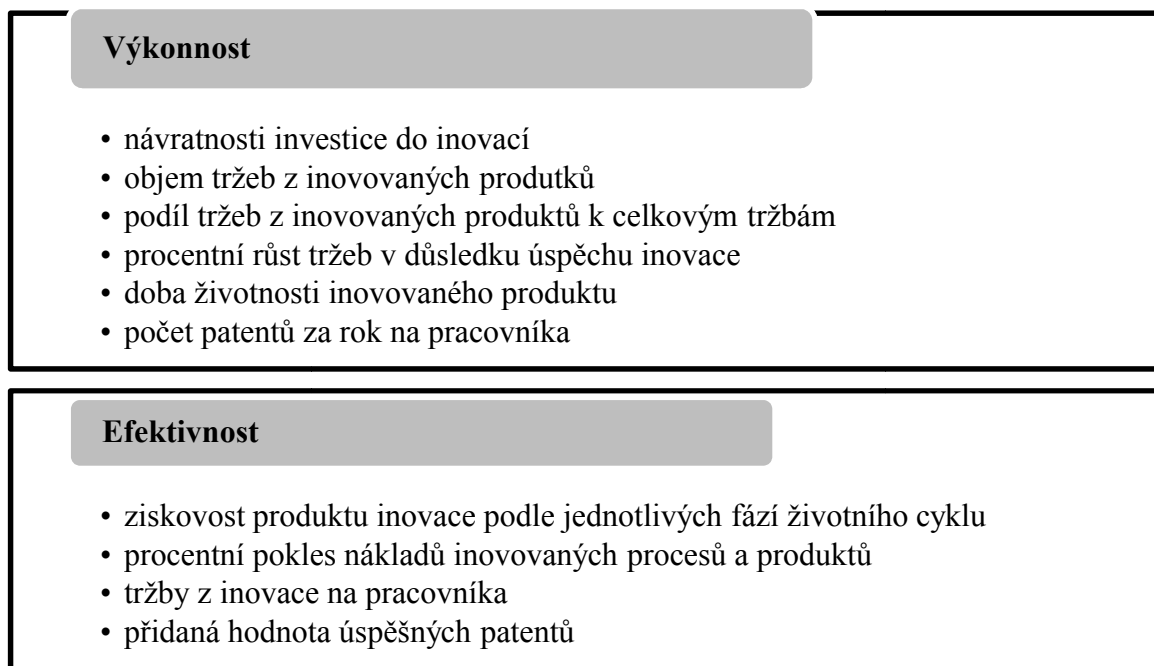 Výkonnost
• návratnosti investice do inovací
• objem tržeb z inovovaných produtků
• podíl tržeb z inovovaných produktů k celkovým tržbám
• procentní růst tržeb v důsledku úspěchu inovace
• doba životnosti inovovaného produktu
• počet patentů za rok na pracovníka
Efektivnost
• ziskovost produktu inovace podle jednotlivých fází životního cyklu
• procentní pokles nákladů inovovaných procesů a produktů
• tržby z inovace na pracovníka
• přidaná hodnota úspěšných patentů